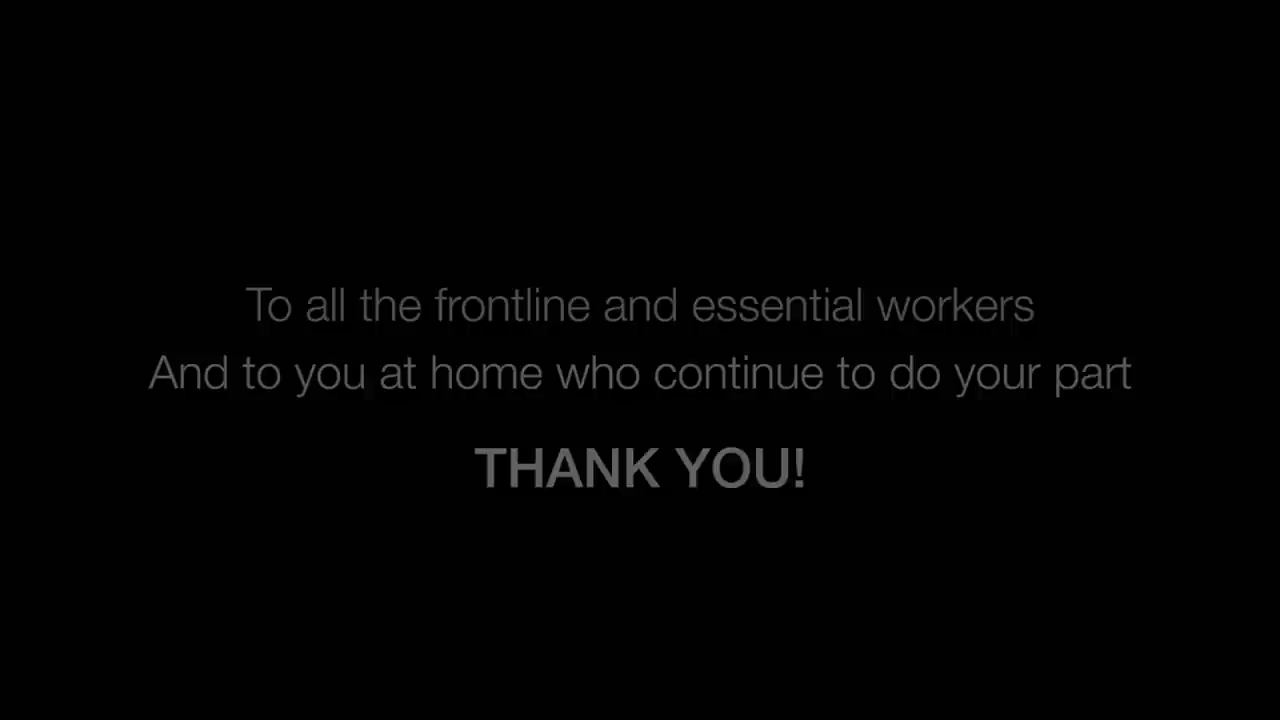 To all the frontline and essential workers
And to you at home who continue to do your part
THANK YOU!